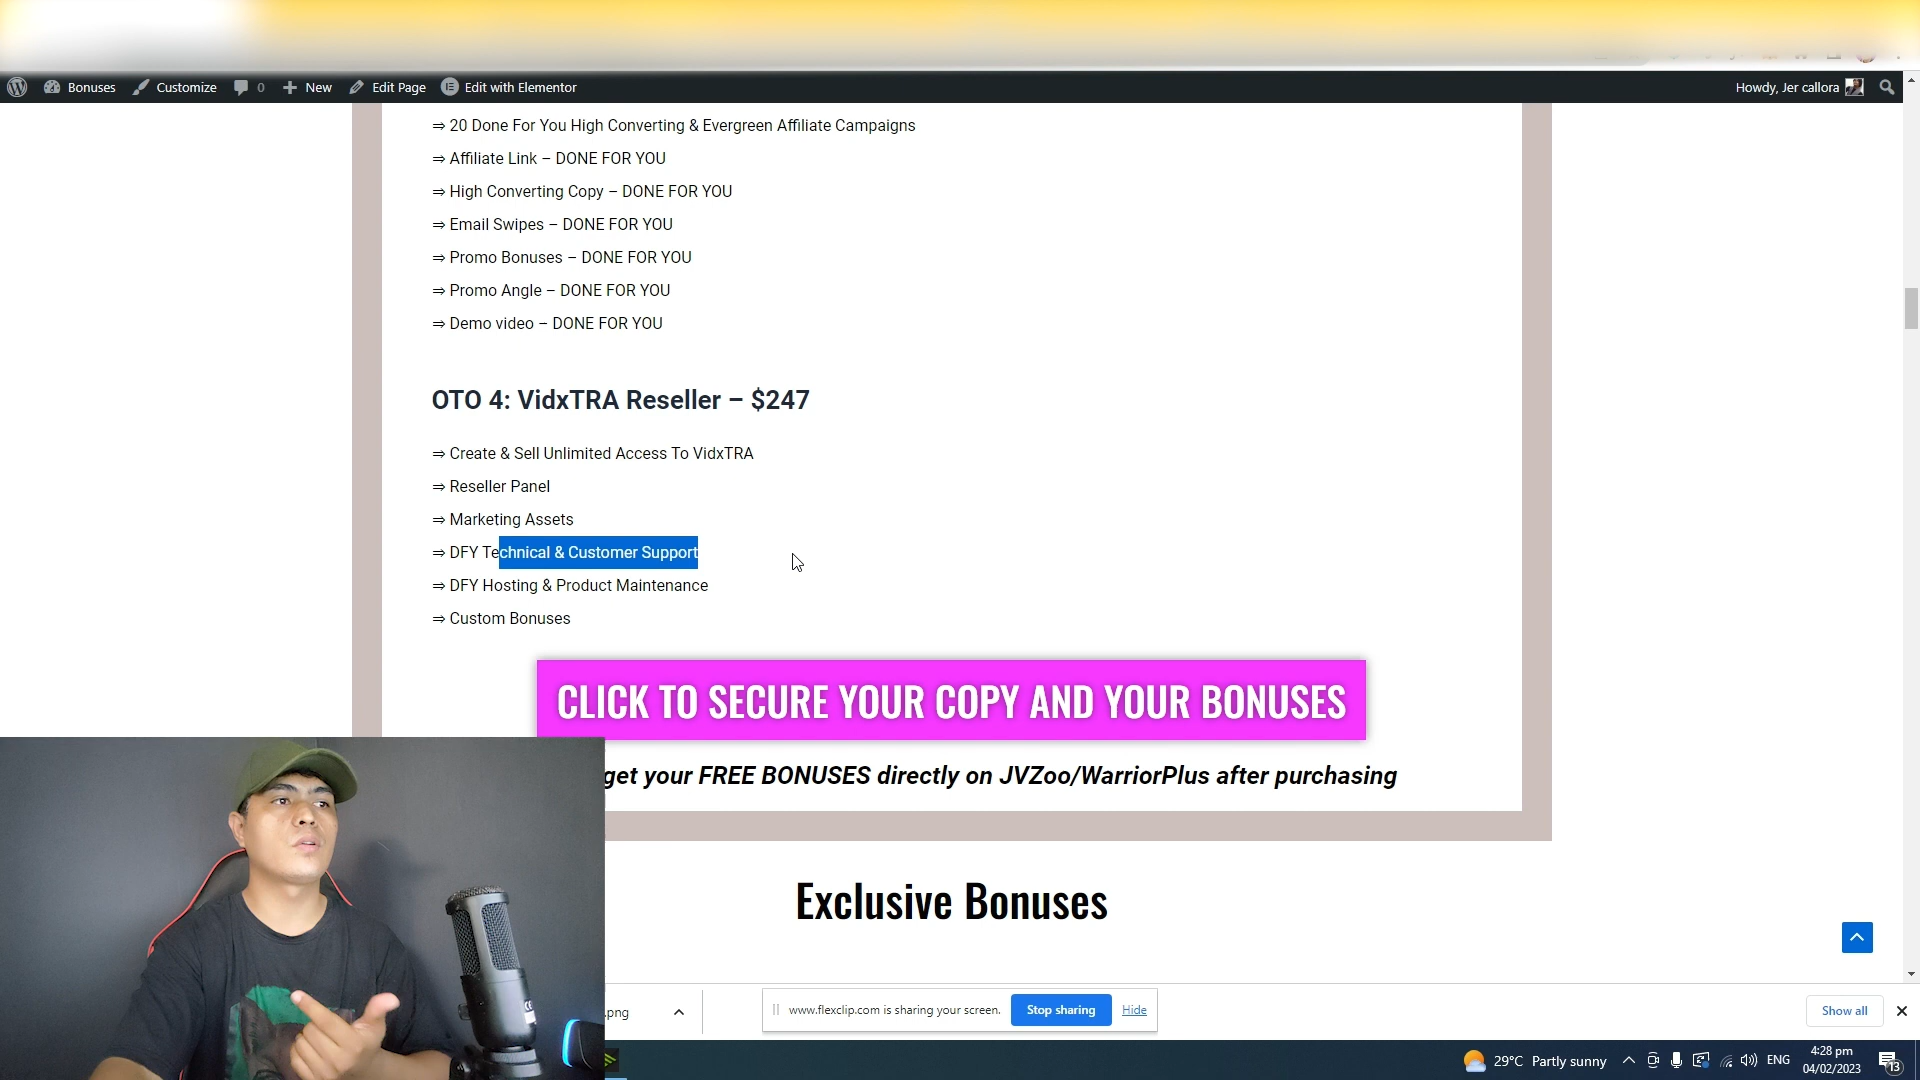 Bonuses Customize 0 New Edit Page Edit with Elementor Howdy, Jer callora
⇒ 20 Done For You High Converting & Evergreen Affiliate Campaigns
⇒ Affiliate Link – DONE FOR YOU
⇒ High Converting Copy – DONE FOR YOU
⇒ Email Swipes – DONE FOR YOU
⇒ Promo Bonuses – DONE FOR YOU
⇒ Promo Angle – DONE FOR YOU
⇒ Demo video – DONE FOR YOU
OTO 4: VidxTRA Reseller – $247
⇒ Create & Sell Unlimited Access To VidxTRA
⇒ Reseller Panel
⇒ Marketing Assets
⇒ DFY Technical & Customer Support
⇒ DFY Hosting & Product Maintenance
⇒ Custom Bonuses
CLICK TO SECURE YOUR COPY AND YOUR BONUSES
get your FREE BONUSES directly on JVZoo/WarriorPlus after purchasing
Exclusive Bonuses
.png
www.flexclip.com is sharing your screen. Stop sharing Hide
Show all
29°C Partly sunny ENG
4:28 pm
04/02/2023
13